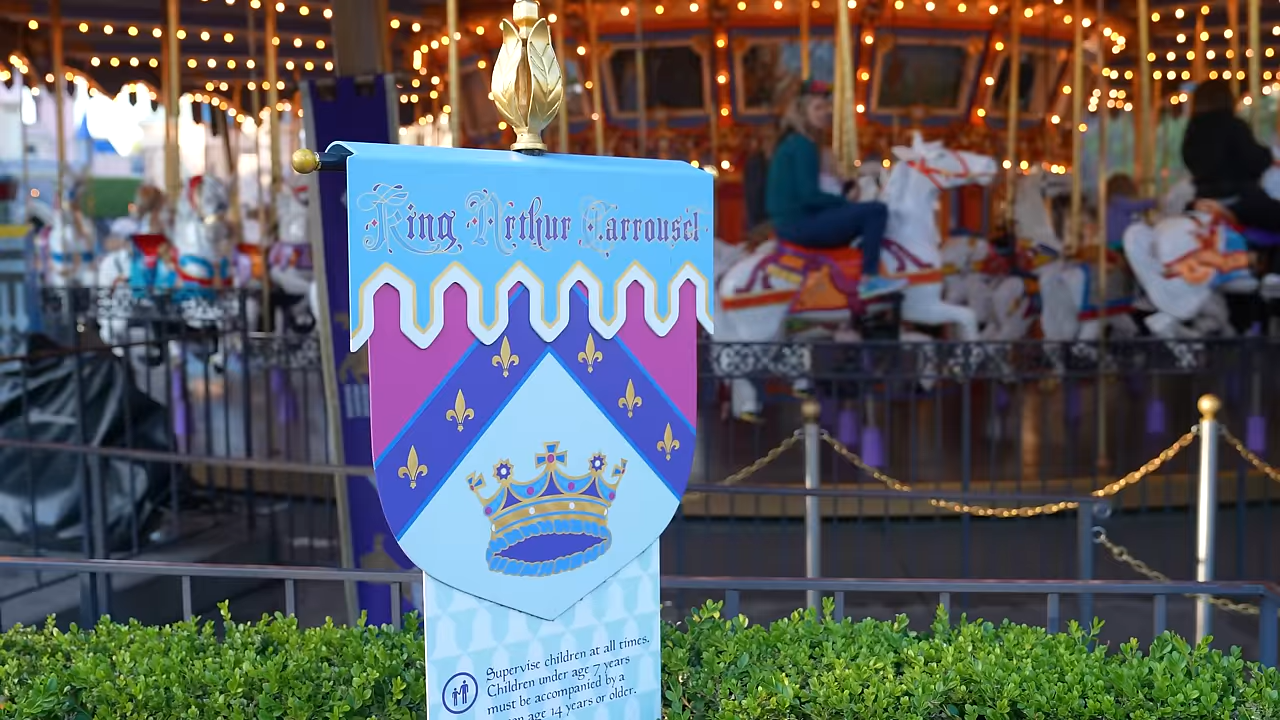 King Arthur Carrousel
Supervise children at all times.
Children under age 7 years
must be accompanied by a
age 14 years or older.